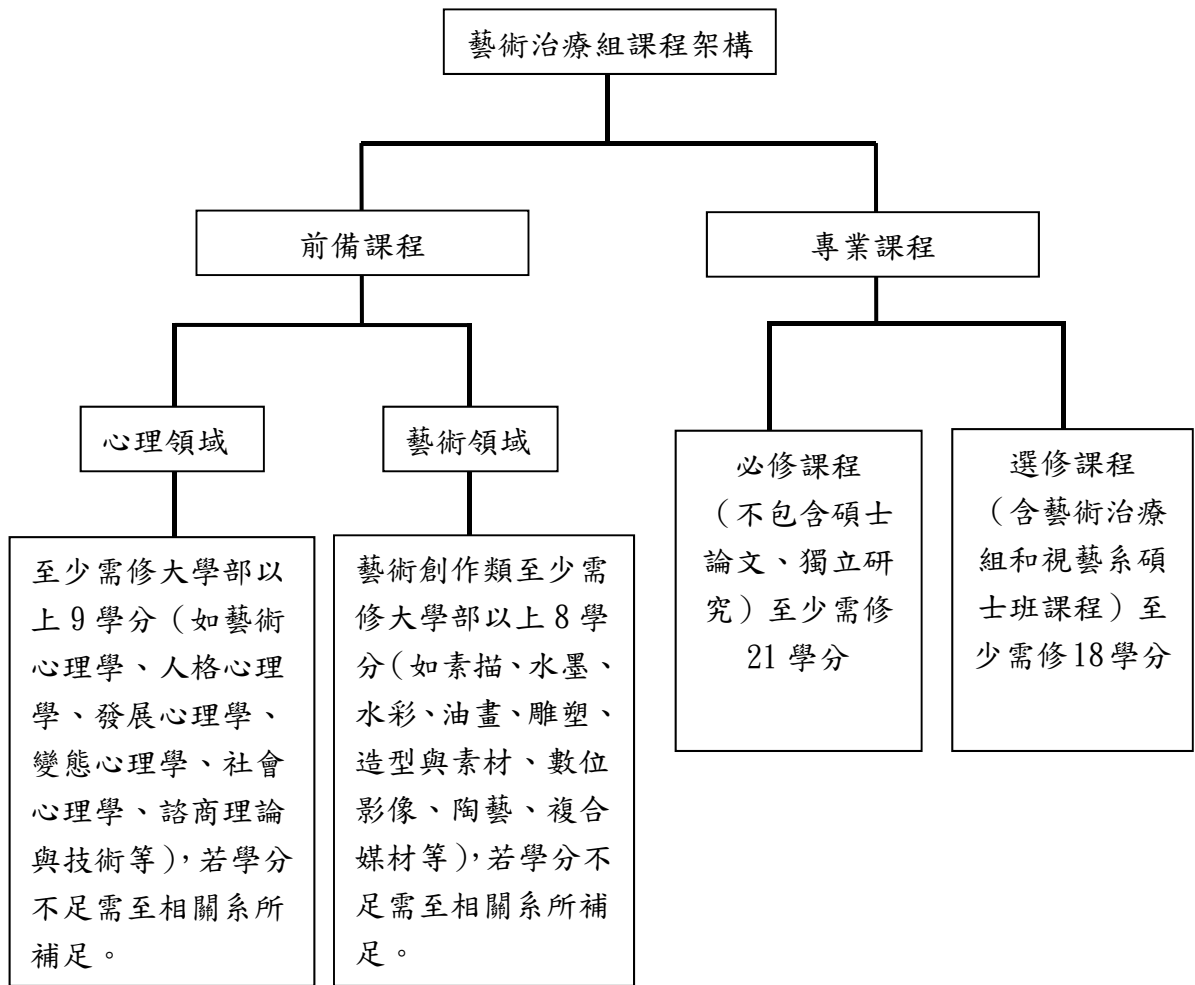 藝術治療組課程架構
前備課程
專業課程
心理領域
藝術領域
至少需修大學部以
上 9 學分（如藝術
心理學、人格心理
學、發展心理學、
變態心理學、社會
心理學、諮商理論
與技術等），若學分
不足需至相關系所
補足。
藝術創作類至少需
修大學部以上 8 學
分（如素描、水墨、
水彩、油畫、雕塑、
造型與素材、數位
影像、陶藝、複合
媒材等），若學分不
足需至相關系所補
足。
必修課程
（不包含碩士
論文、獨立研
究）至少需修
21 學分
選修課程
（含藝術治療
組和視藝系碩
士班課程）至
少需修 18 學分